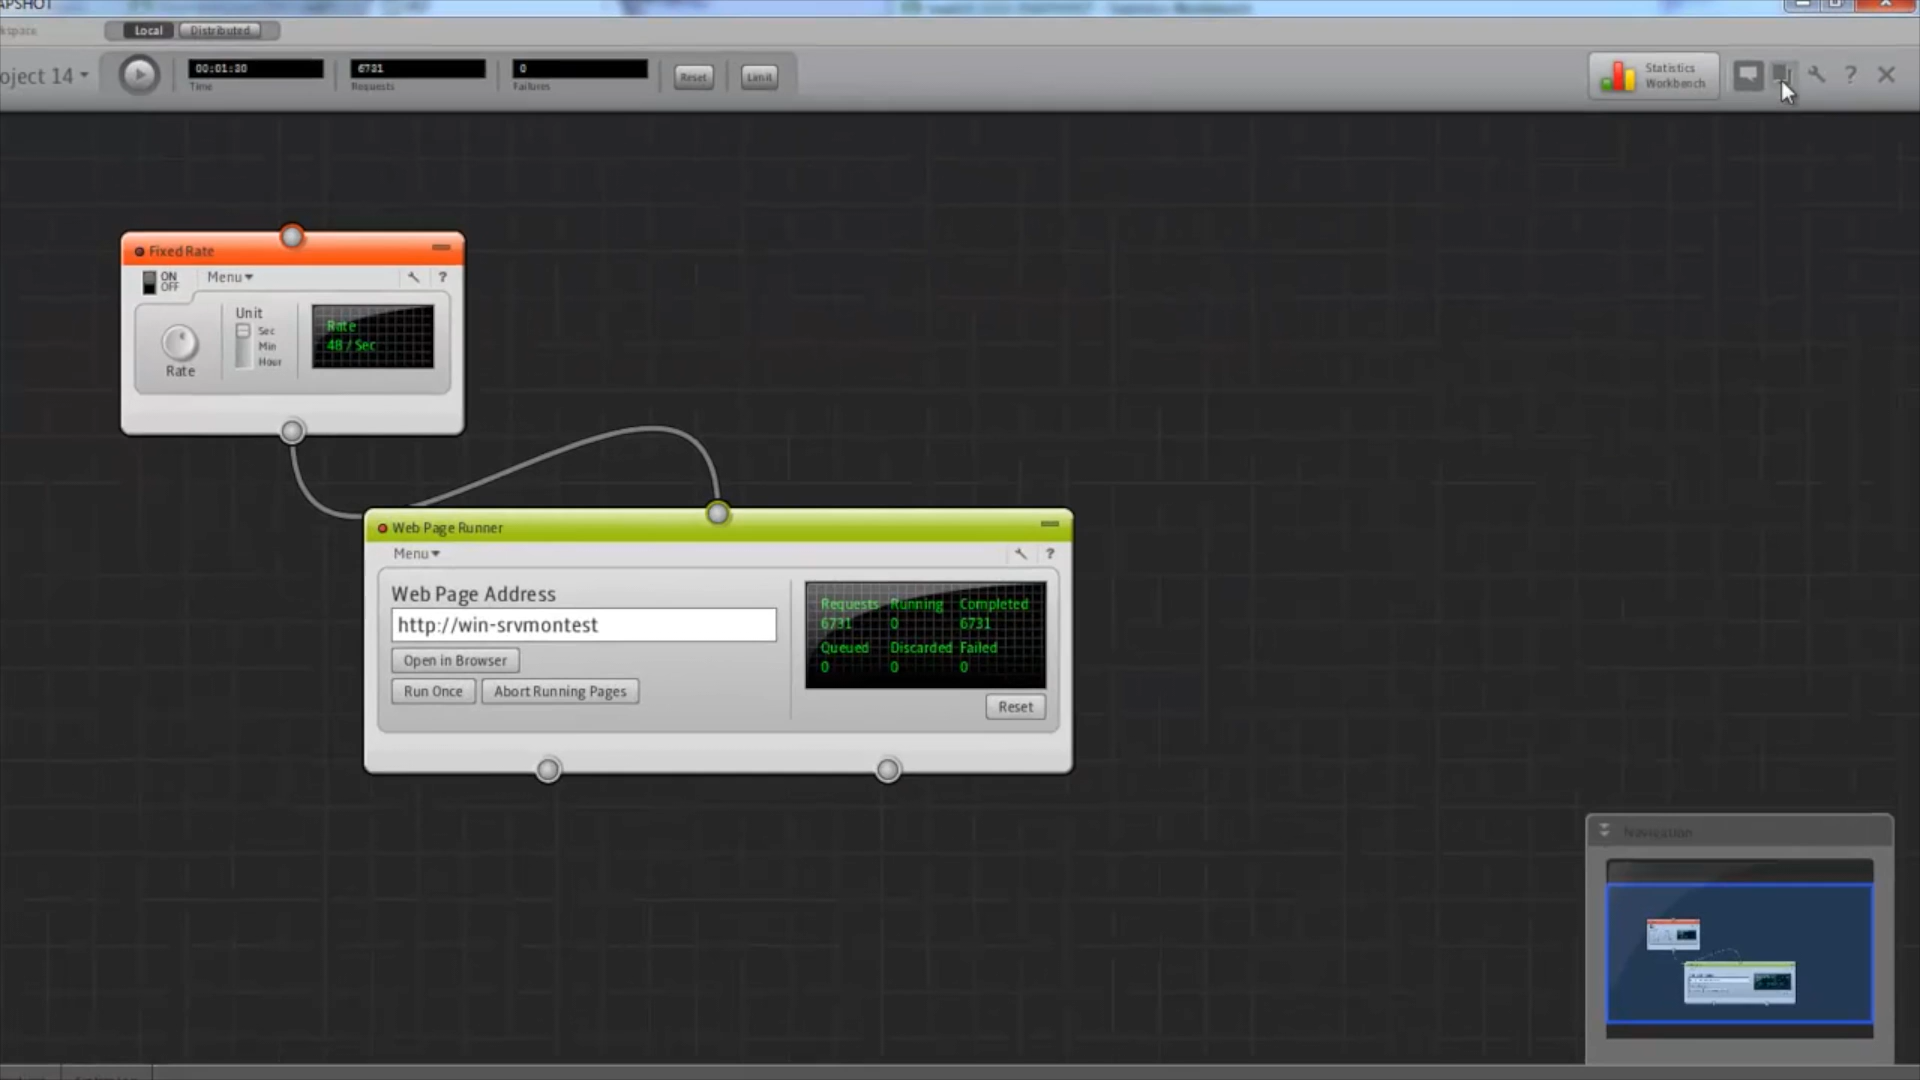 Local
Distributed
oject 14
00:01:30
Time
6731
Requests
0
Failures
Reset
Limit
Statistics
Workbench
?
Fixed Rate
ON
OFF
Menu
?
Rate
Unit
Sec
Min
Hour
Rate
48 / Sec
Web Page Runner
Menu
?
Web Page Address
http://win-srvmontest
Open in Browser
Run Once
Abort Running Pages
Requests Running Completed
6731 0 6731
Queued Discarded Failed
0 0 0
Reset
Navigation